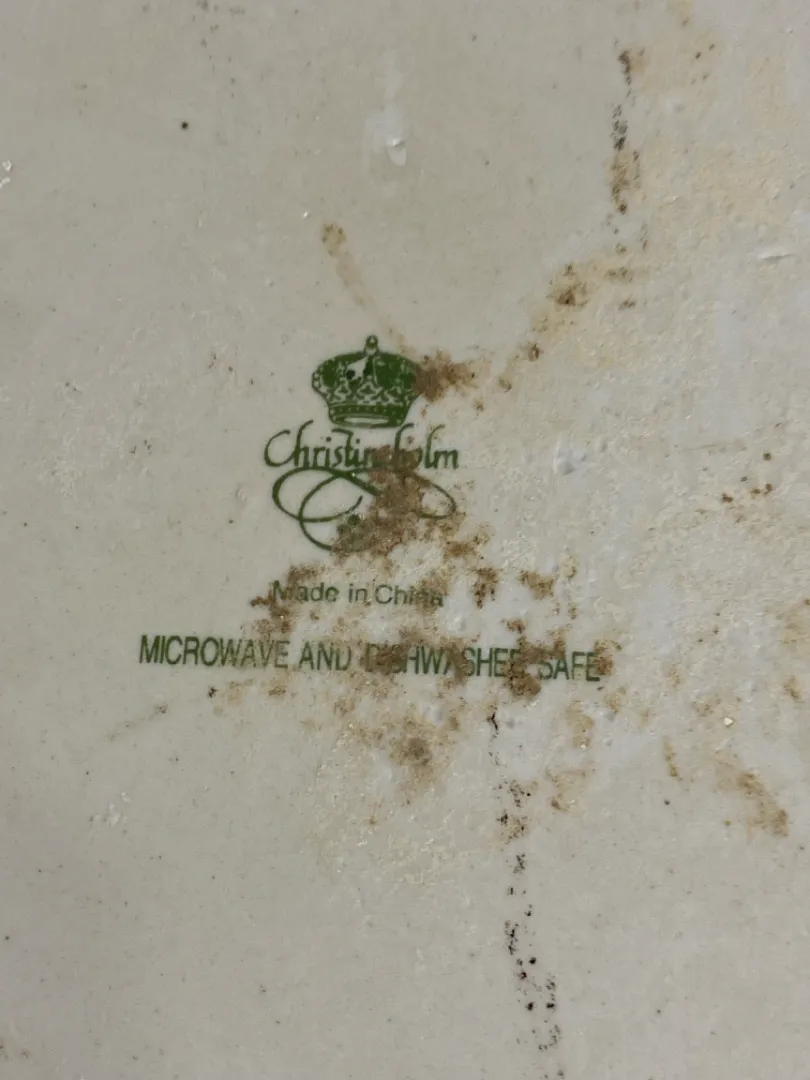 Christineholm
Made in China
MICROWAVE AND DISHWASHER SAFE